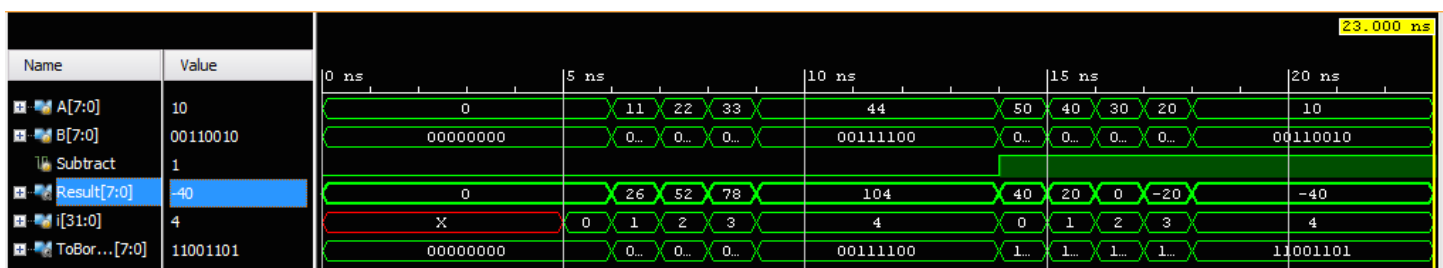 23.000 ns
Name Value
0 ns 5 ns 10 ns 15 ns 20 ns
A[7:0] 10 0 11 22 33 44 50 40 30 20 10
B[7:0] 00110010 00000000 0... 0... 0... 00111100 0... 0... 0... 0... 00110010
Subtract 1
Result[7:0] -40 0 26 52 78 104 40 20 0 -20 -40
i[31:0] 4 X 0 1 2 3 4 0 1 2 3 4
ToBor...[7:0] 11001101 00000000 0... 0... 0... 00111100 1... 1... 1... 1... 11001101